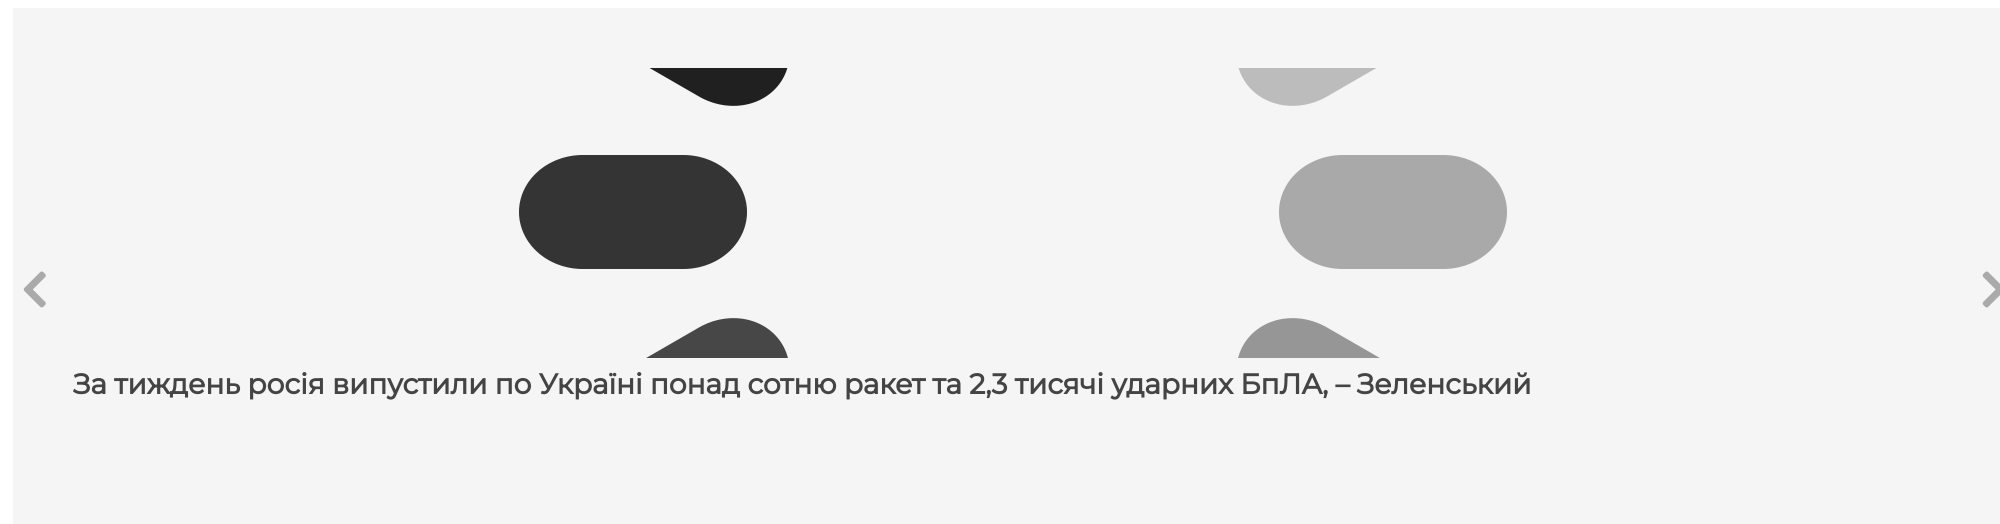 За тиждень росія випустили по Україні понад сотню ракет та 2,3 тисячі ударних БпЛА, – Зеленський